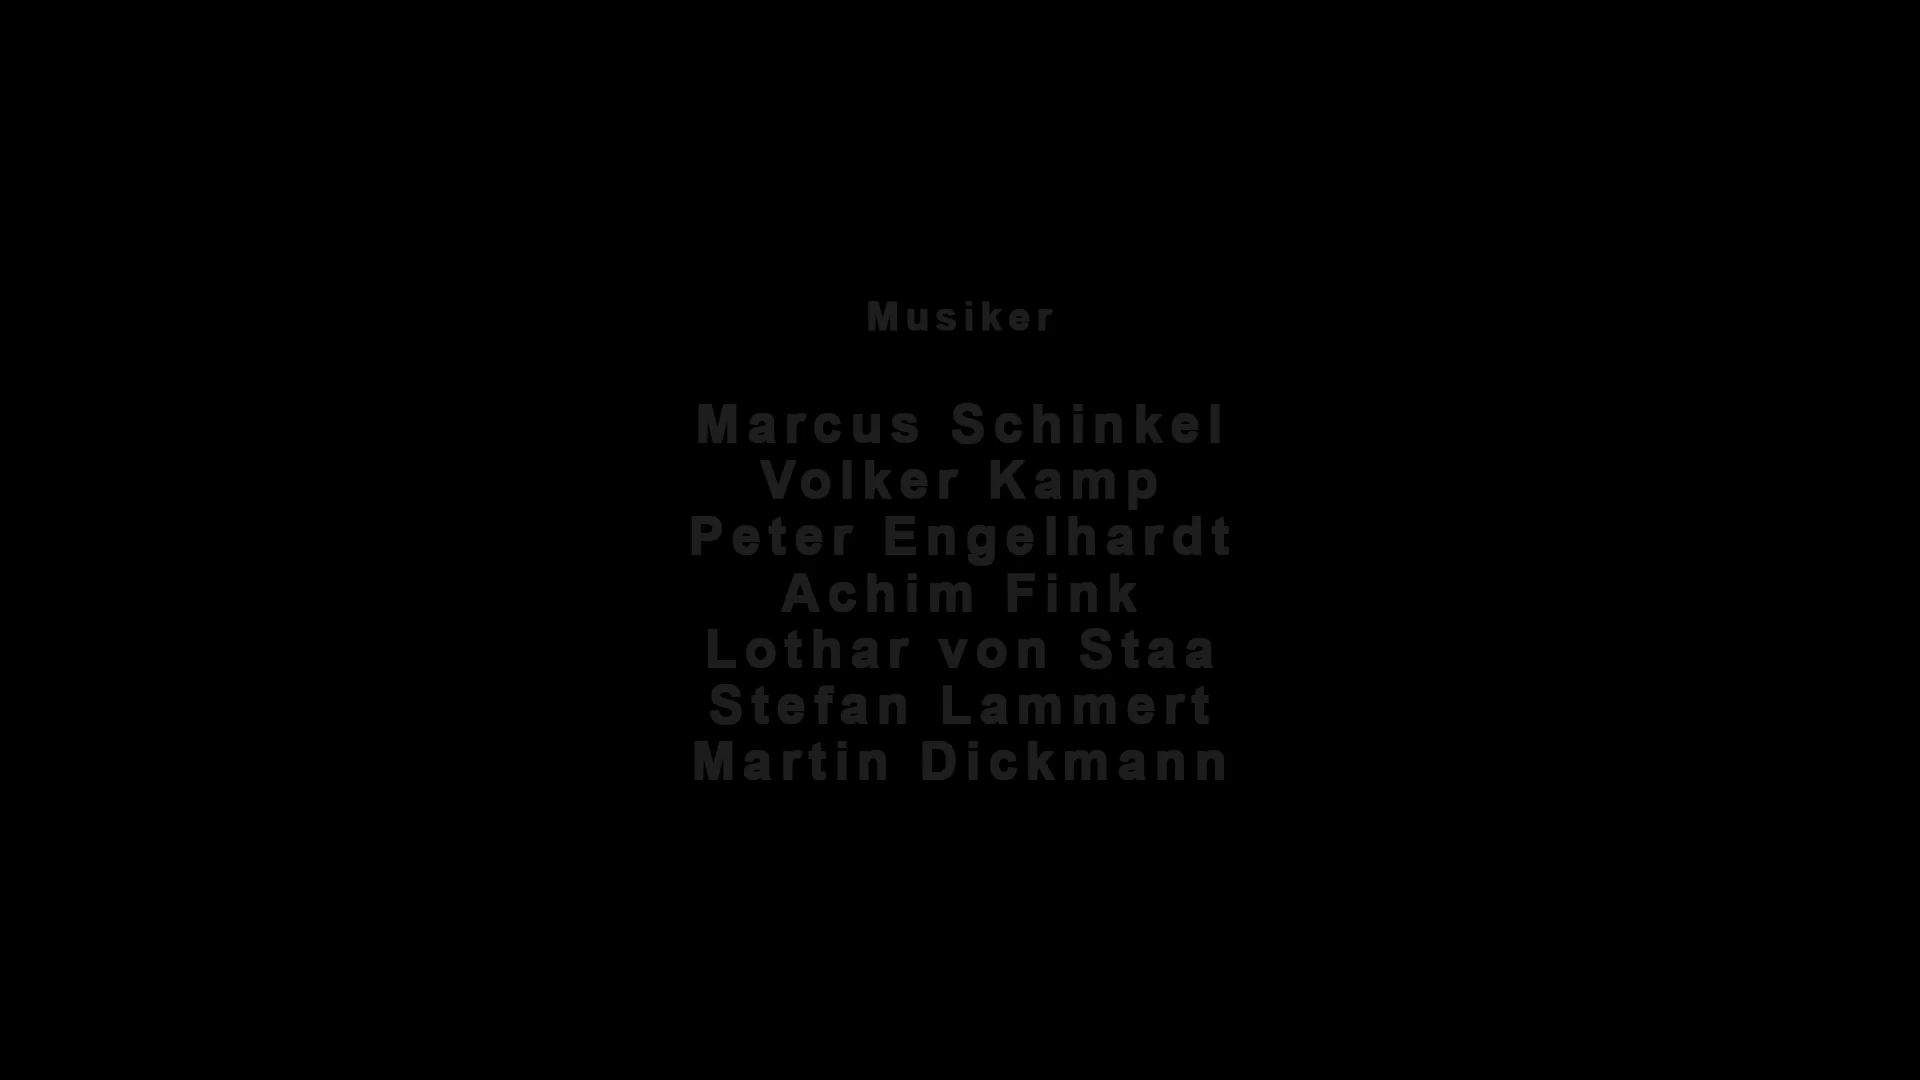 Musiker
Marcus Schinkel
Volker Kamp
Peter Engelhardt
Achim Fink
Lothar von Staa
Stefan Lammert
Martin Dickmann